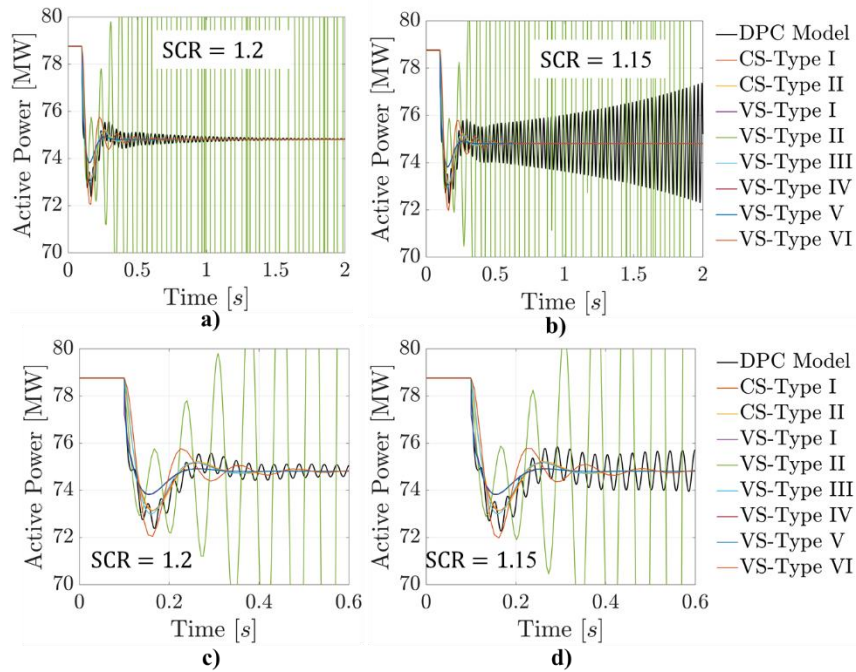 80
78
76
74
72
70
Active Power [MW]
SCR = 1.2
0
0.5
1
1.5
2
Time [s]
a)
80
78
76
74
72
70
Active Power [MW]
SCR = 1.15
0
0.5
1
1.5
2
Time [s]
b)
DPC Model
CS-Type I
CS-Type II
VS-Type I
VS-Type II
VS-Type III
VS-Type IV
VS-Type V
VS-Type VI
80
78
76
74
72
70
Active Power [MW]
SCR = 1.2
0
0.2
0.4
0.6
Time [s]
c)
80
78
76
74
72
70
Active Power [MW]
SCR = 1.15
0
0.2
0.4
0.6
Time [s]
d)
DPC Model
CS-Type I
CS-Type II
VS-Type I
VS-Type II
VS-Type III
VS-Type IV
VS-Type V
VS-Type VI